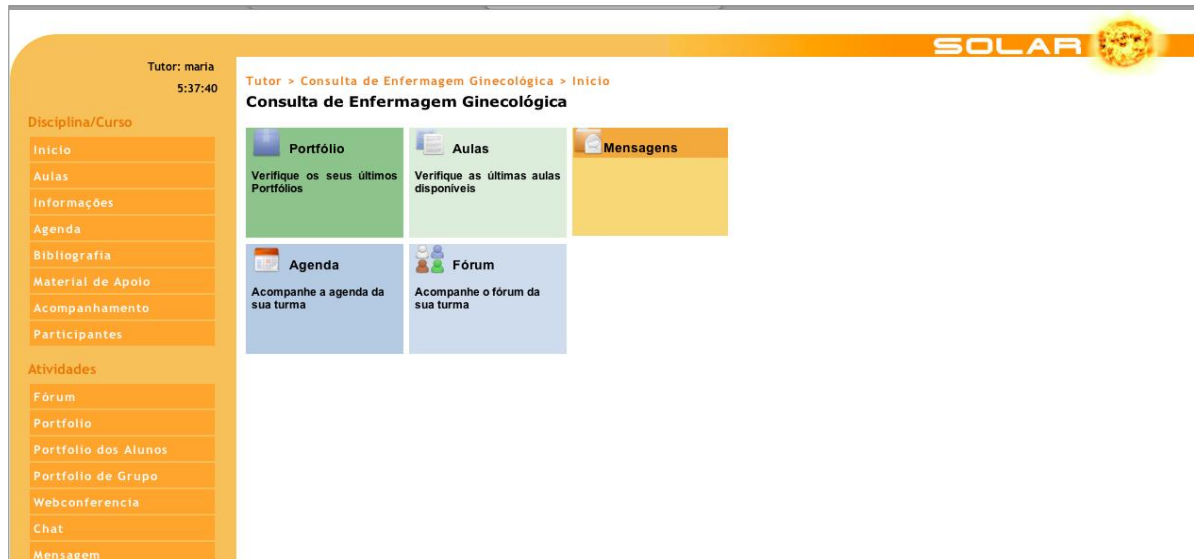 SOLAR
Tutor: maria
5:37:40
Disciplina/Curso
Inicio
Aulas
Informações
Agenda
Bibliografia
Material de Apoio
Acompanhamento
Participantes
Atividades
Fórum
Portfolio
Portfolio dos Alunos
Portfolio de Grupo
Webconferencia
Chat
Mensagem
Tutor > Consulta de Enfermagem Ginecológica > Início
Consulta de Enfermagem Ginecológica
Portfólio
Verifique os seus últimos
Portfólios
Aulas
Verifique as últimas aulas
disponíveis
Mensagens
Agenda
Acompanhe a agenda da
sua turma
Fórum
Acompanhe o fórum da
sua turma